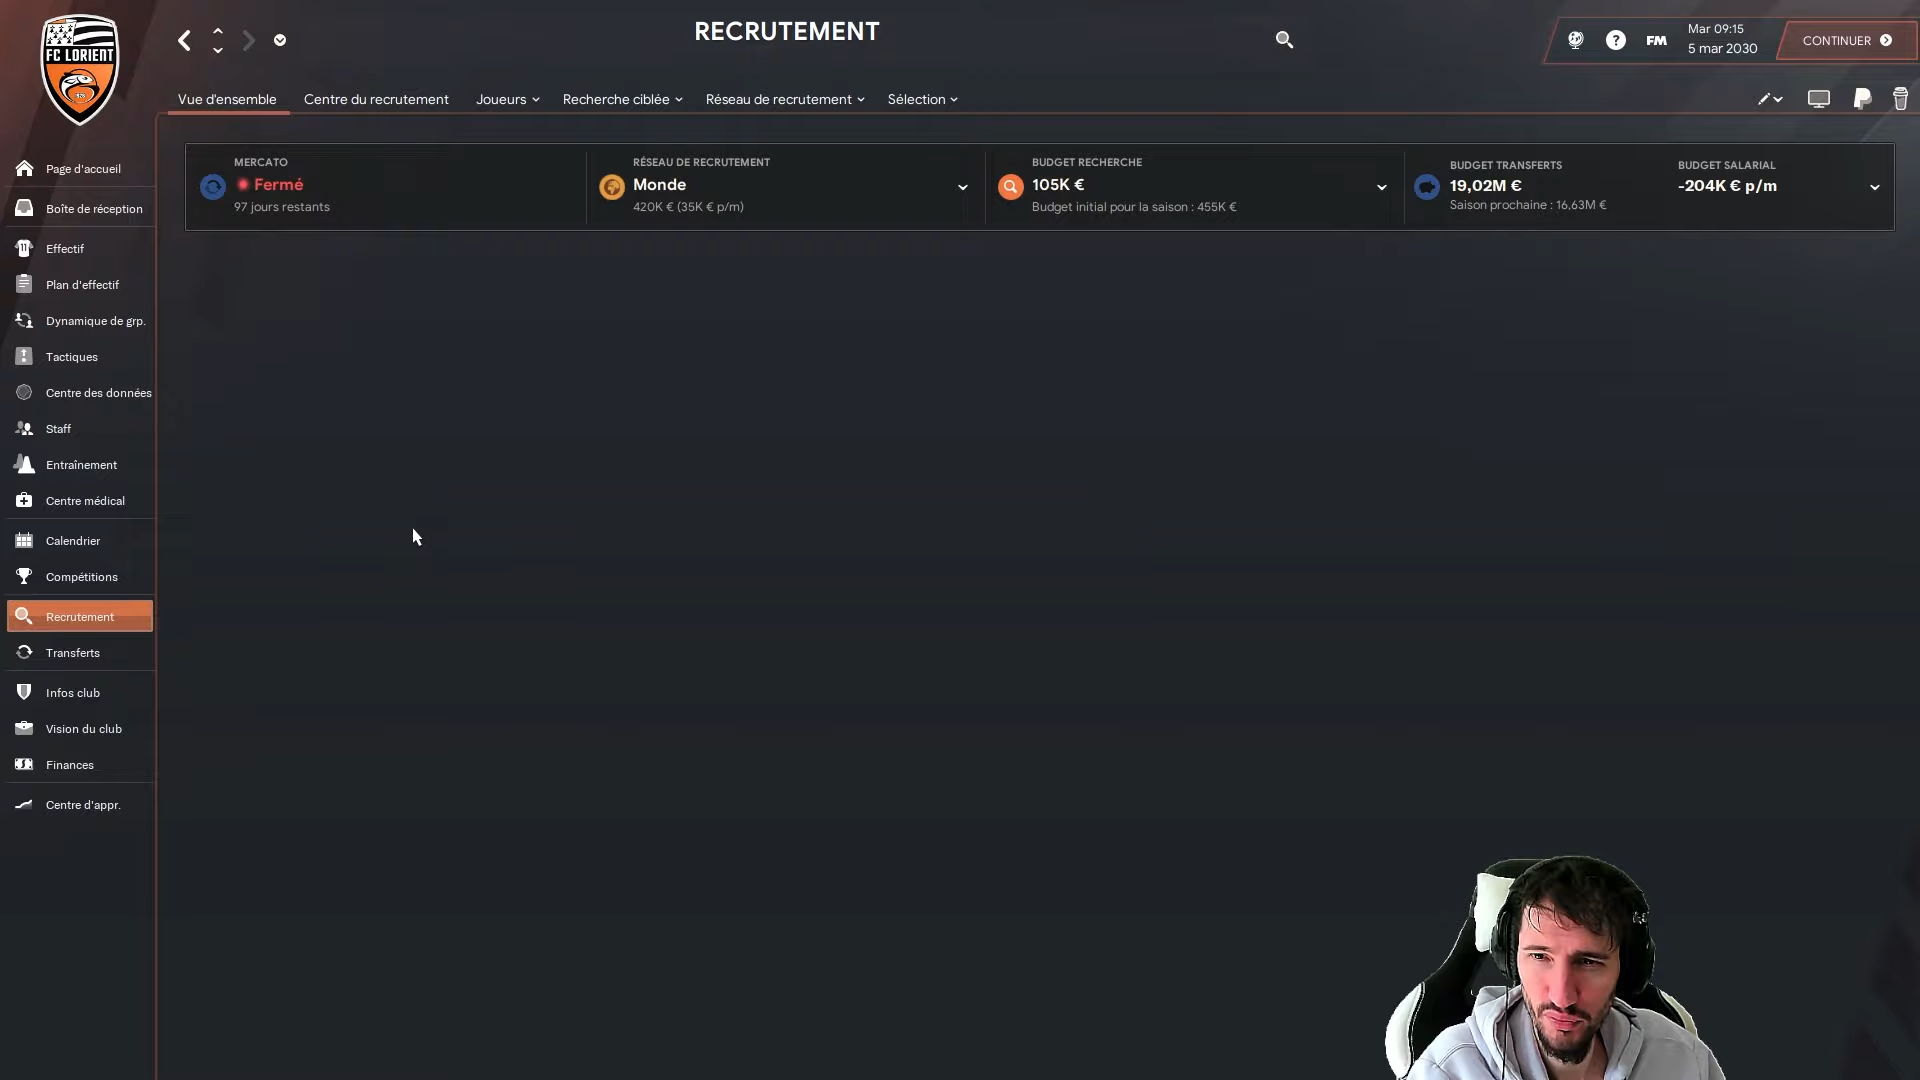 FC LORIENT
RECRUTEMENT
Mar 09:15
5 mar 2030
FM
CONTINUER
Vue d'ensemble
Centre du recrutement
Joueurs
Recherche ciblée
Réseau de recrutement
Sélection
MERCATO
Fermé
97 jours restants
RÉSEAU DE RECRUTEMENT
Monde
420K € (35K € p/m)
BUDGET RECHERCHE
105K €
Budget initial pour la saison : 455K €
BUDGET TRANSFERTS
19,02M €
Saison prochaine : 16,63M €
BUDGET SALARIAL
-204K € p/m
Page d'accueil
Boîte de réception
Effectif
Plan d'effectif
Dynamique de grp.
Tactiques
Centre des données
Staff
Entraînement
Centre médical
Calendrier
Compétitions
Recrutement
Transferts
Infos club
Vision du club
Finances
Centre d'appr.